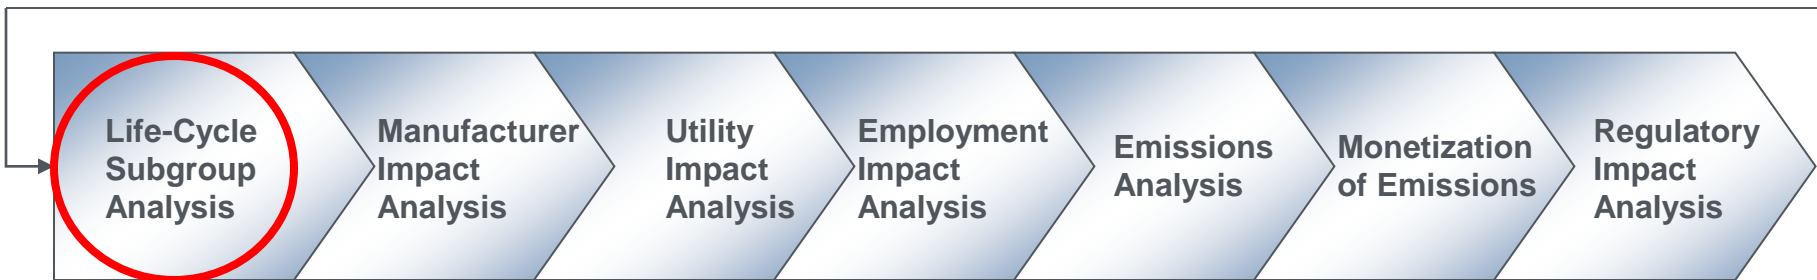 Life-Cycle
Subgroup
Analysis
Manufacturer
Impact
Analysis
Utility
Impact
Analysis
Employment
Impact
Analysis
Emissions
Analysis
Monetization
of Emissions
Regulatory
Impact
Analysis